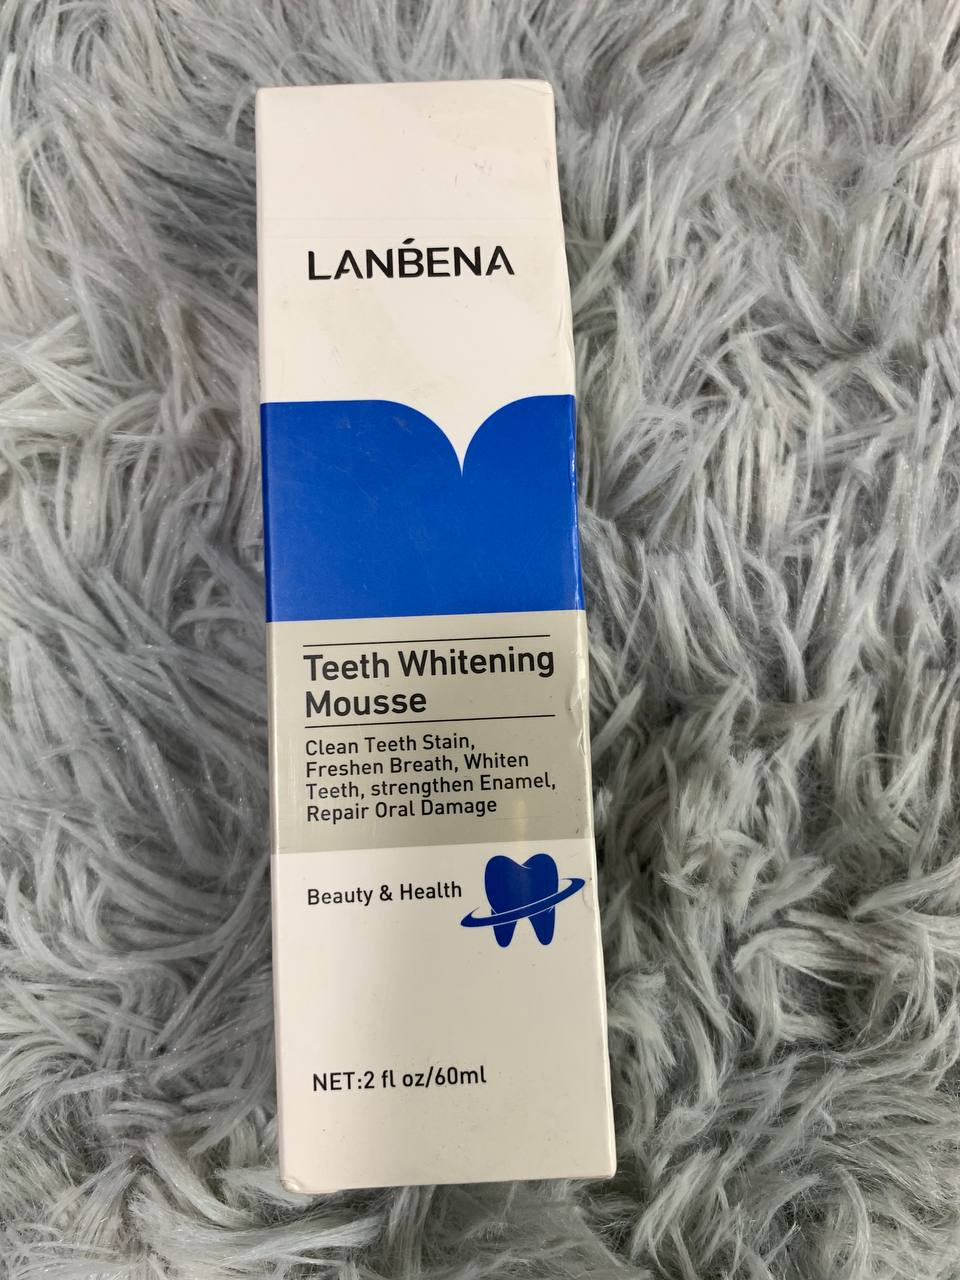 LANBENA
Teeth Whitening
Mousse
Clean Teeth Stain,
Freshen Breath, Whiten
Teeth, strengthen Enamel,
Repair Oral Damage
Beauty & Health
NET:2 fl oz/60ml